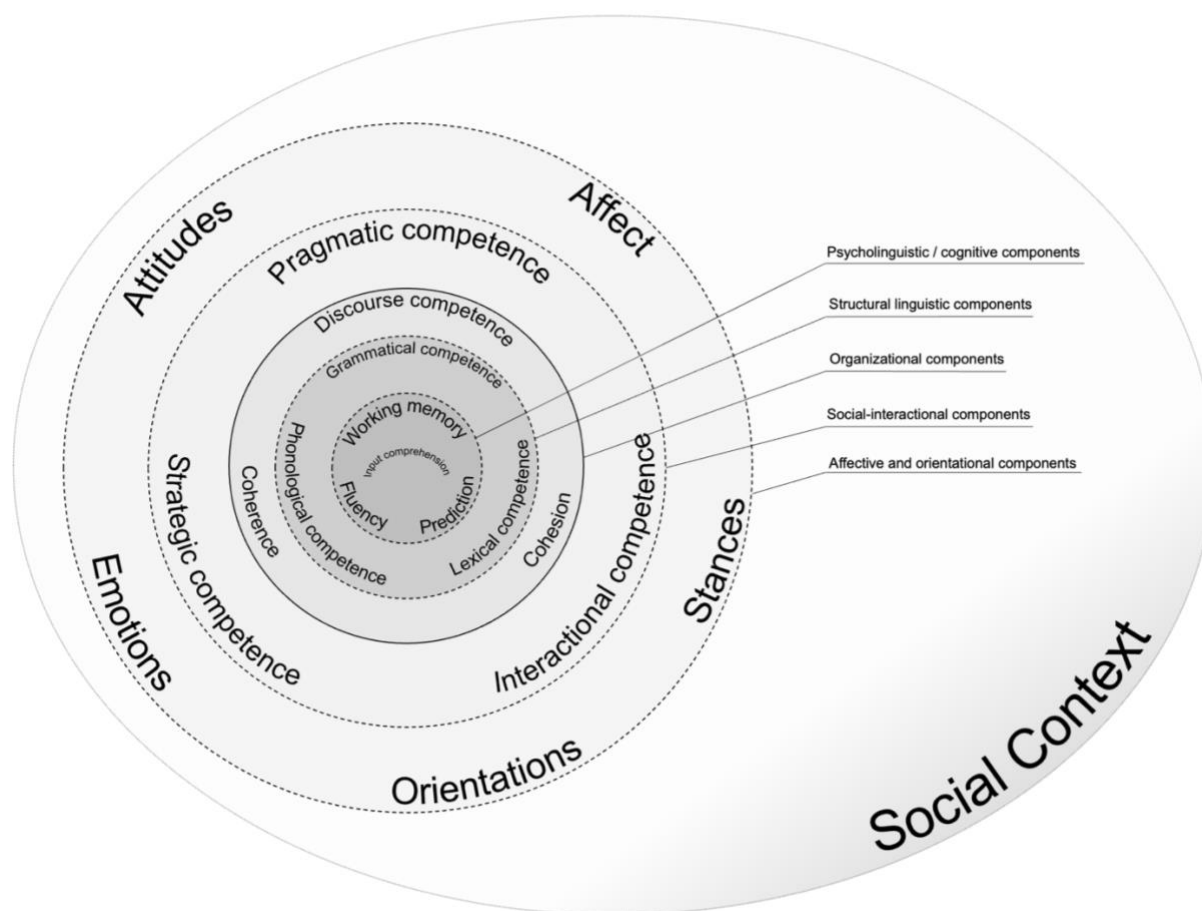 Attitudes
Affect
Pragmatic competence
Discourse competence
Grammatical competence
Working memory
Input comprehension
Fluency
Prediction
Phonological competence
Lexical competence
Coherence
Cohesion
Strategic competence
Interactional competence
Emotions
Stances
Orientations
Psycholinguistic / cognitive components
Structural linguistic components
Organizational components
Social-interactional components
Affective and orientational components
Social Context